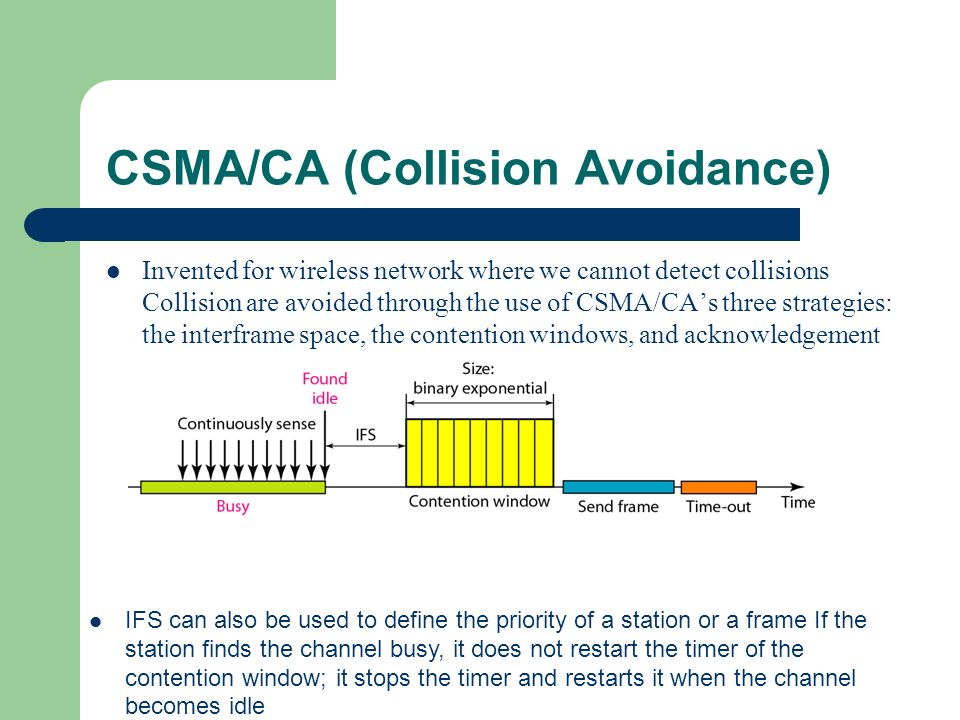 CSMA/CA (Collision Avoidance)
Invented for wireless network where we cannot detect collisions
Collision are avoided through the use of CSMA/CA’s three strategies:
the interframe space, the contention windows, and acknowledgement
Size:
binary exponential
Found
idle
Continuously sense
IFS
Busy
Contention window
Send frame
Time-out
Time
IFS can also be used to define the priority of a station or a frame If the
station finds the channel busy, it does not restart the timer of the
contention window; it stops the timer and restarts it when the channel
becomes idle